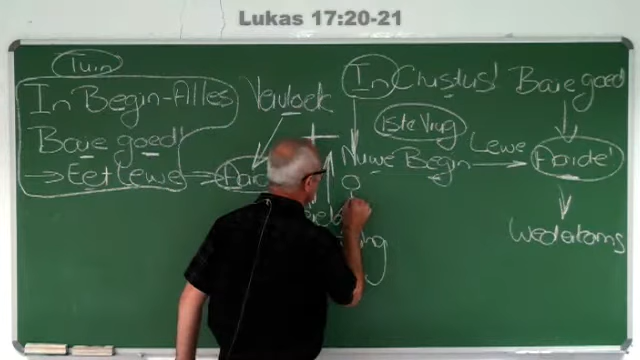 Lukas 17:20-21
Tuin
In Begin-Alles
Baie goed!
→ Eet Lewe →
Vervloek
+
In Christus! Baie goed
1ste Vrug
Nuwe Begin → Lewe
Aarde!
Wederkoms